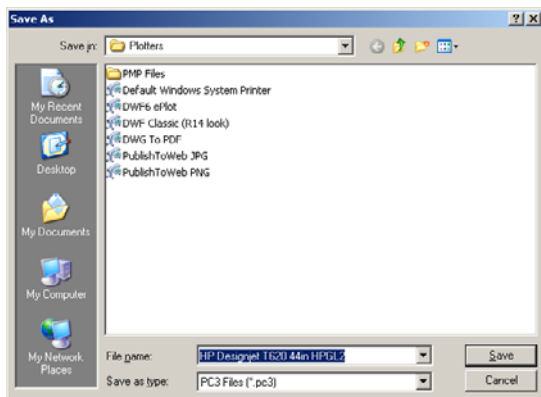 Save As
Save in:
Plotters
PMP Files
Default Windows System Printer
DWF6 ePlot
DWF Classic (R14 look)
DWG To PDF
PublishToWeb JPG
PublishToWeb PNG
My Recent
Documents
Desktop
My Documents
My Computer
My Network
Places
File name:
HP Designjet T620 44in HPGL2
Save
Save as type:
PC3 Files (*.pc3)
Cancel